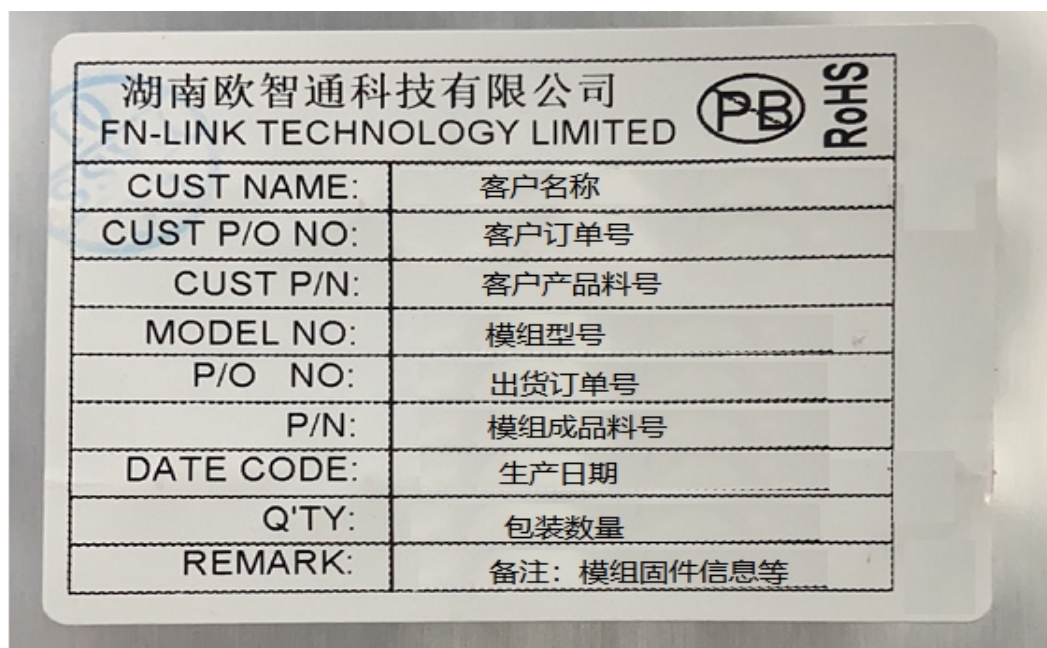 湖南欧智通科技有限公司
FN-LINK TECHNOLOGY LIMITED
PB
RoHS
CUST NAME: 客户名称
CUST P/O NO: 客户订单号
CUST P/N: 客户产品料号
MODEL NO: 模组型号
P/O NO: 出货订单号
P/N: 模组成品料号
DATE CODE: 生产日期
Q'TY: 包装数量
REMARK: 备注：模组固件信息等